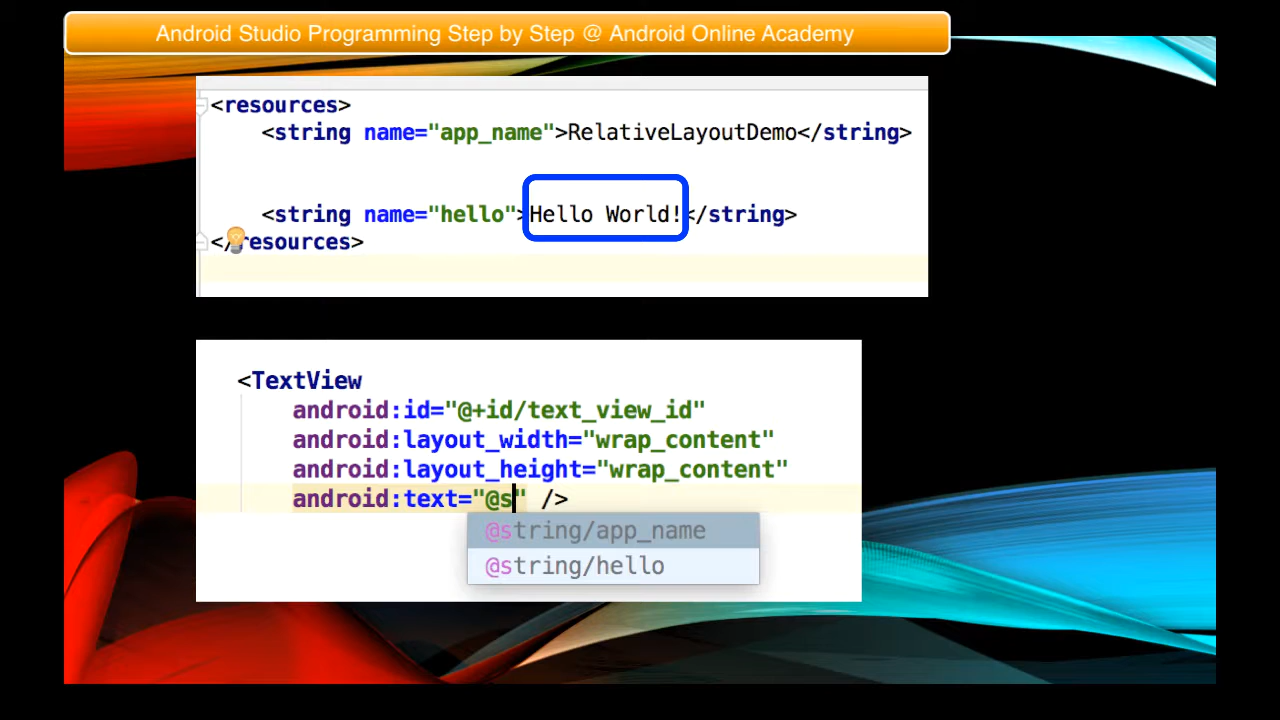 Android Studio Programming Step by Step @ Android Online Academy
<resources>
<string name="app_name">RelativeLayoutDemo</string>
<string name="hello">Hello World!</string>
</resources>
<TextView
android:id="@+id/text_view_id"
android:layout_width="wrap_content"
android:layout_height="wrap_content"
android:text="@s" />
@string/app_name
@string/hello